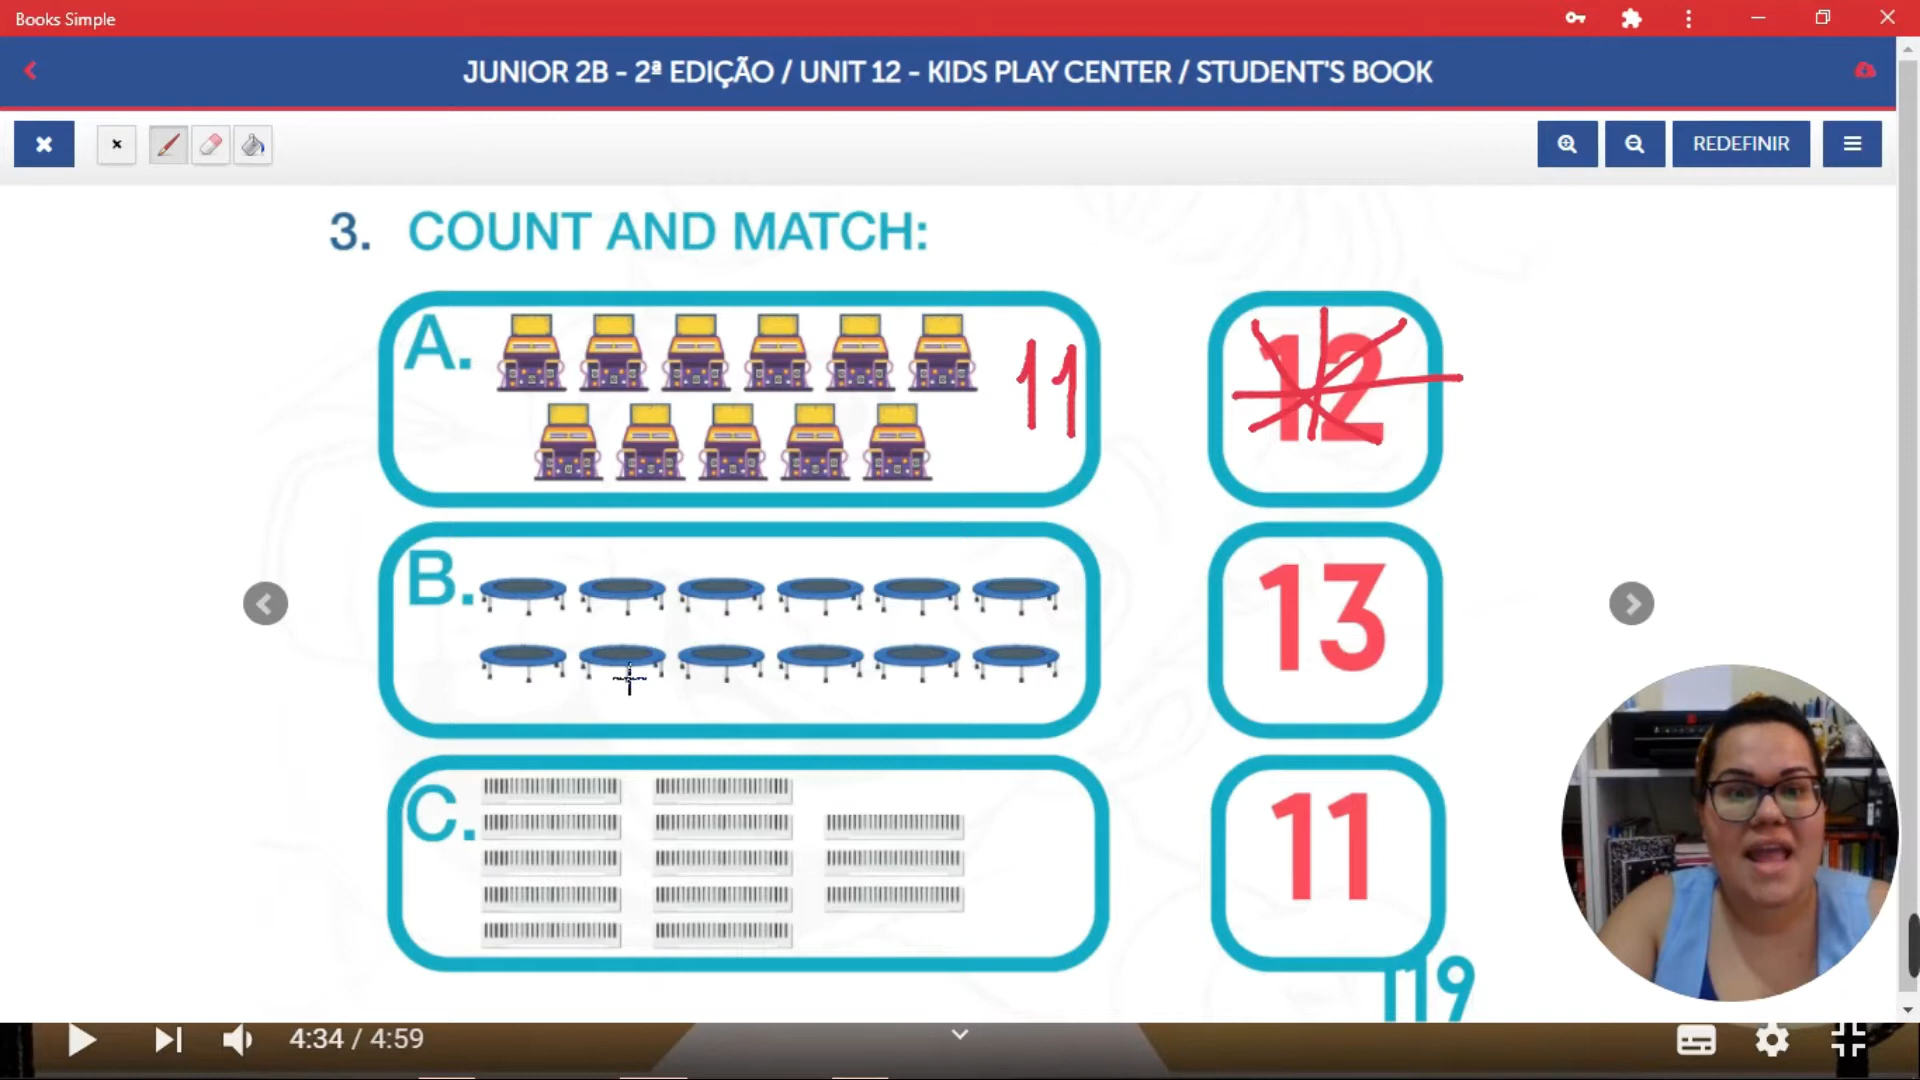 Books Simple
JUNIOR 2B - 2ª EDIÇÃO / UNIT 12 - KIDS PLAY CENTER / STUDENT'S BOOK
REDEFINIR
3. COUNT AND MATCH:
A. 11 12
B. 13
C. 11
119
4:34 / 4:59